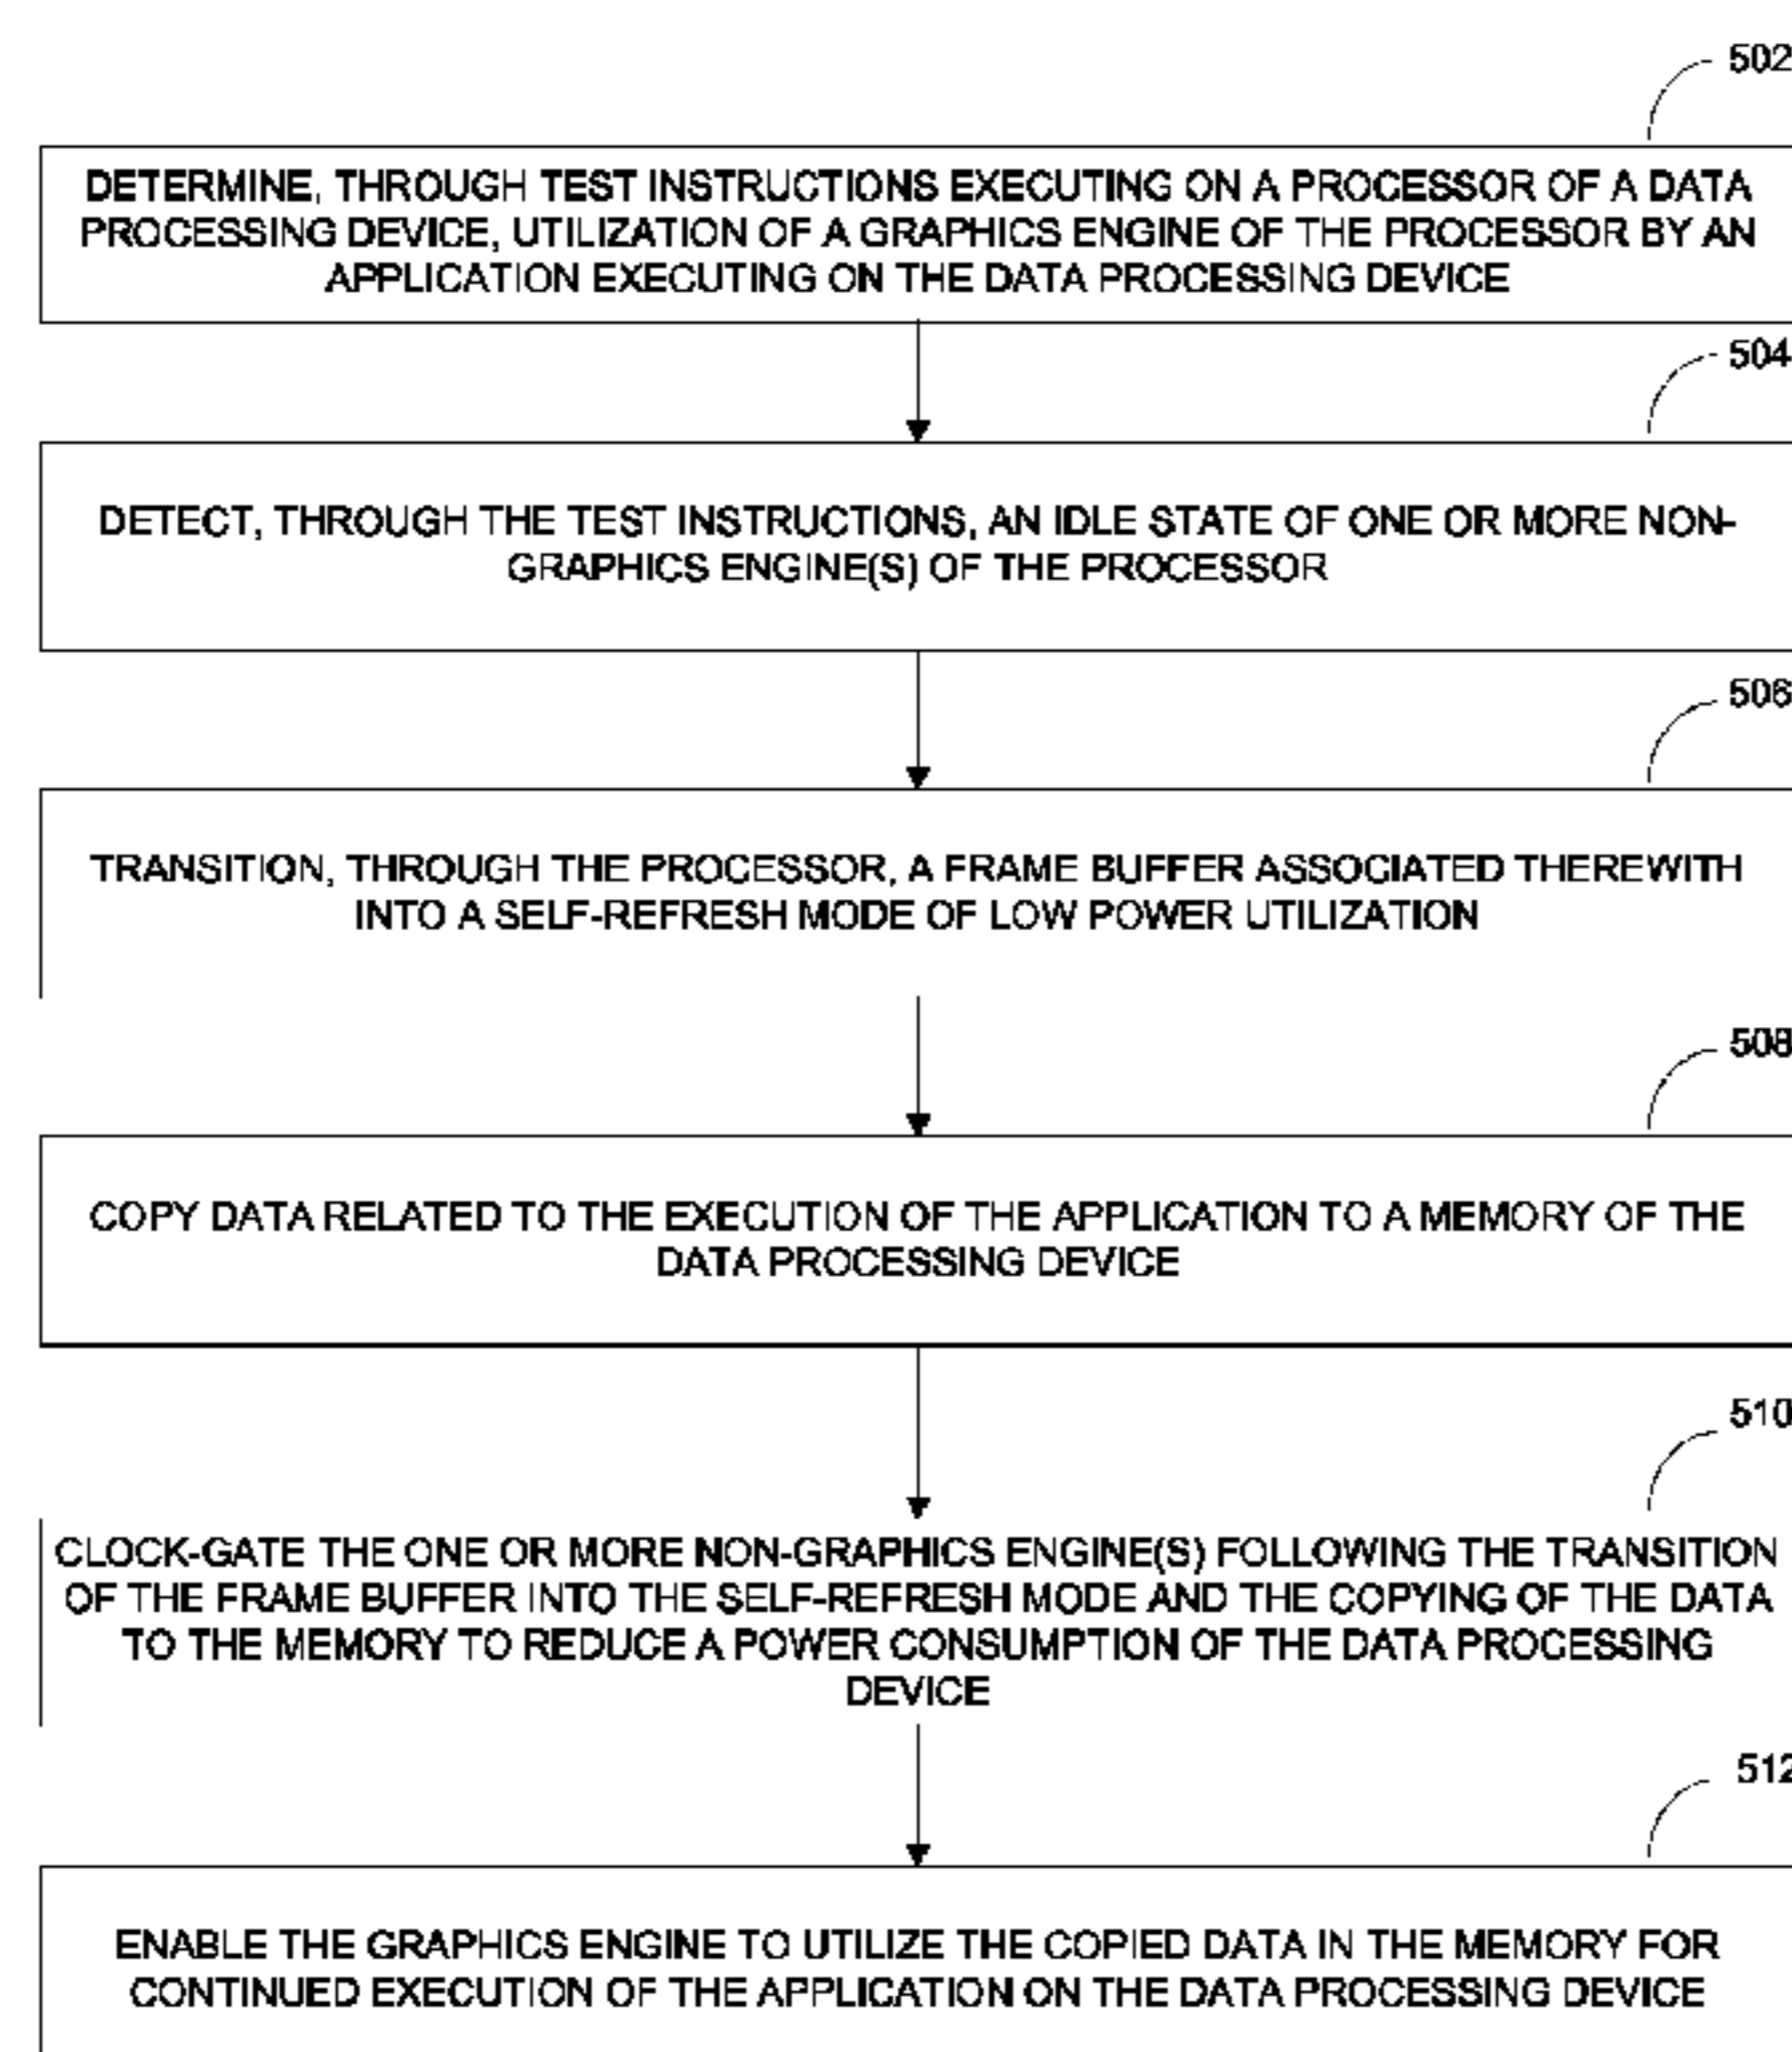 502
DETERMINE, THROUGH TEST INSTRUCTIONS EXECUTING ON A PROCESSOR OF A DATA
PROCESSING DEVICE, UTILIZATION OF A GRAPHICS ENGINE OF THE PROCESSOR BY AN
APPLICATION EXECUTING ON THE DATA PROCESSING DEVICE
504
DETECT, THROUGH THE TEST INSTRUCTIONS, AN IDLE STATE OF ONE OR MORE NON-
GRAPHICS ENGINE(S) OF THE PROCESSOR
506
TRANSITION, THROUGH THE PROCESSOR, A FRAME BUFFER ASSOCIATED THEREWITH
INTO A SELF-REFRESH MODE OF LOW POWER UTILIZATION
508
COPY DATA RELATED TO THE EXECUTION OF THE APPLICATION TO A MEMORY OF THE
DATA PROCESSING DEVICE
510
CLOCK-GATE THE ONE OR MORE NON-GRAPHICS ENGINE(S) FOLLOWING THE TRANSITION
OF THE FRAME BUFFER INTO THE SELF-REFRESH MODE AND THE COPYING OF THE DATA
TO THE MEMORY TO REDUCE A POWER CONSUMPTION OF THE DATA PROCESSING
DEVICE
512
ENABLE THE GRAPHICS ENGINE TO UTILIZE THE COPIED DATA IN THE MEMORY FOR
CONTINUED EXECUTION OF THE APPLICATION ON THE DATA PROCESSING DEVICE